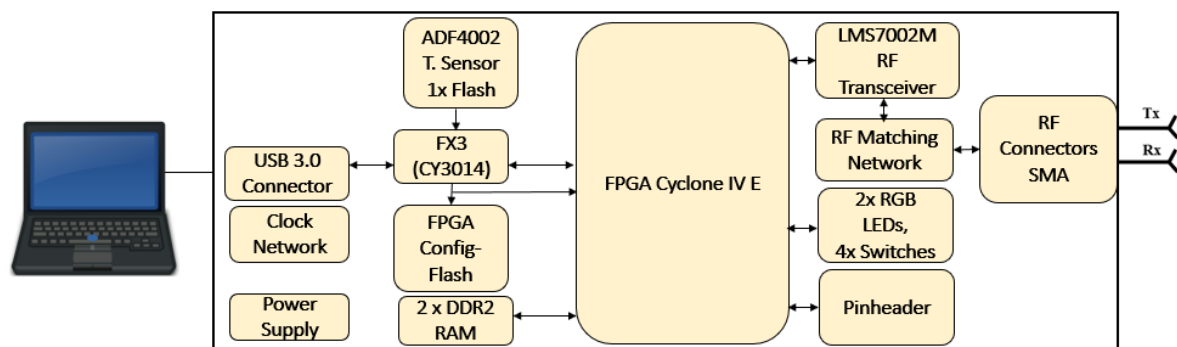 ADF4002
T. Sensor
1x Flash
FX3
(CY3014)
USB 3.0
Connector
Clock
Network
Power
Supply
FPGA
Config-
Flash
2 x DDR2
RAM
FPGA Cyclone IV E
LMS7002M
RF
Transceiver
RF Matching
Network
2x RGB
LEDs,
4x Switches
Pinheader
RF
Connectors
SMA
Tx
Rx